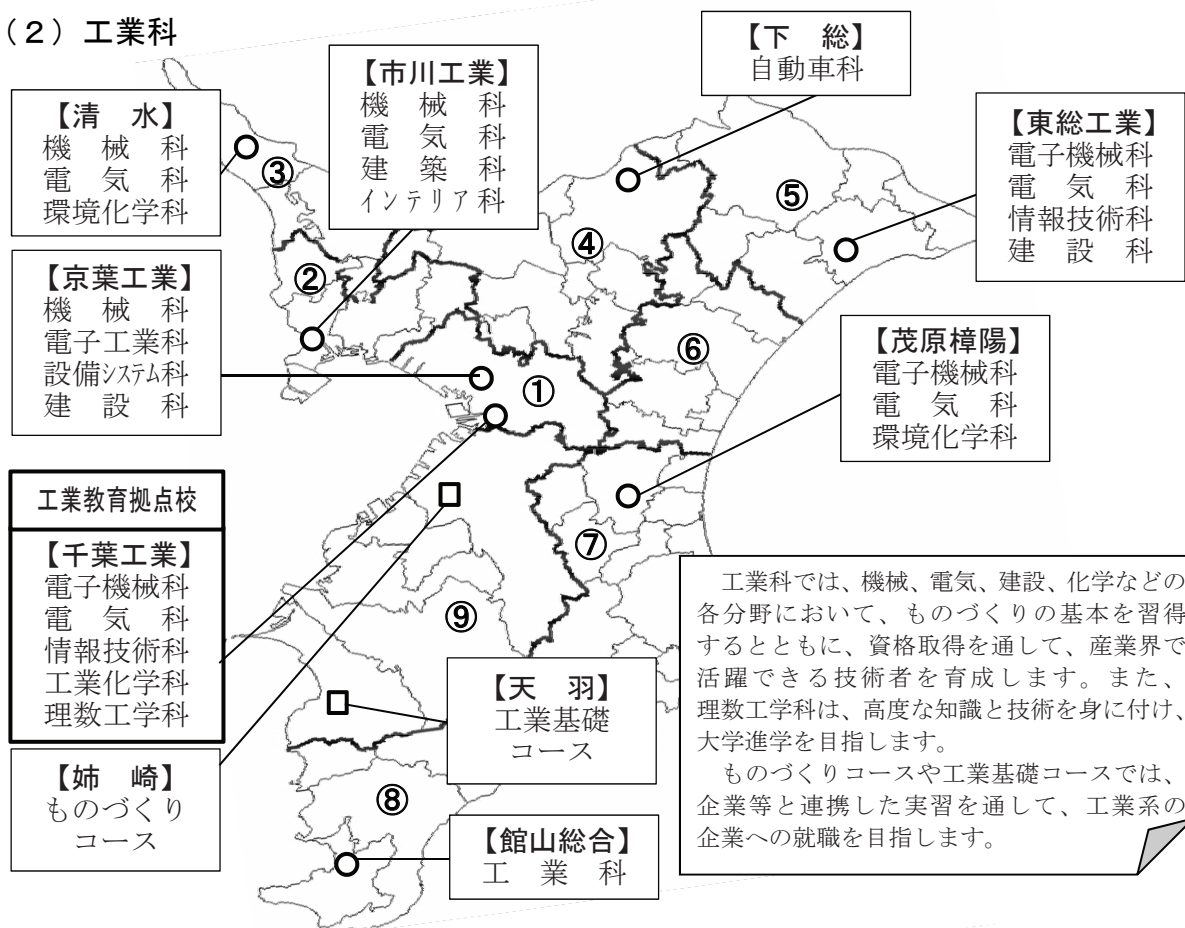 （２）工業科
【清　水】
機　械　科
電　気　科
環境化学科
【市川工業】
機　械　科
電　気　科
建　築　科
インテリア科
【下　総】
自動車科
【東総工業】
電子機械科
電　気　科
情報技術科
建　設　科
【京葉工業】
機　械　科
電子工業科
設備システム科
建　設　科
【茂原樟陽】
電子機械科
電　気　科
環境化学科
工業教育拠点校
【千葉工業】
電子機械科
電　気　科
情報技術科
工業化学科
理数工学科
【姉　崎】
ものづくり
コース
【天　羽】
工業基礎
コース
【館山総合】
工　業　科
③
②
④
⑤
①
⑥
⑦
⑨
⑧
工業科では、機械、電気、建設、化学などの
各分野において、ものづくりの基本を習得
するとともに、資格取得を通して、産業界で
活躍できる技術者を育成します。また、
理数工学科は、高度な知識と技術を身に付け、
大学進学を目指します。
ものづくりコースや工業基礎コースでは、
企業等と連携した実習を通して、工業系の
企業への就職を目指します。